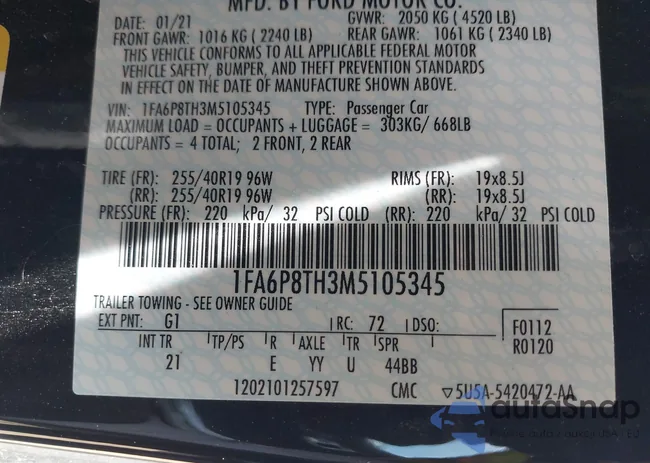 MFD. BY FORD MOTOR CO.
DATE: 01/21 GVWR: 2050 KG ( 4520 LB)
FRONT GAWR: 1016 KG ( 2240 LB) REAR GAWR: 1061 KG ( 2340 LB)
THIS VEHICLE CONFORMS TO ALL APPLICABLE FEDERAL MOTOR
VEHICLE SAFETY, BUMPER, AND THEFT PREVENTION STANDARDS
IN EFFECT ON THE DATE OF MANUFACTURE SHOWN ABOVE.
VIN: 1FA6P8TH3M5105345 TYPE: Passenger Car
MAXIMUM LOAD = OCCUPANTS + LUGGAGE = 303KG/ 668LB
OCCUPANTS = 4 TOTAL; 2 FRONT, 2 REAR
TIRE (FR): 255/40R19 96W RIMS (FR): 19x8.5J
(RR): 255/40R19 96W (RR): 19x8.5J
PRESSURE (FR): 220 kPa/ 32 PSI COLD (RR): 220 kPa/ 32 PSI COLD
1FA6P8TH3M5105345
TRAILER TOWING - SEE OWNER GUIDE
EXT PNT: G1 RC: 72 DSO: F0112
INT TR TP/PS R AXLE TR SPR R0120
21 E YY U 44BB
1202101257597 CMC ▽5U5A-5420472-AA
autoSnap